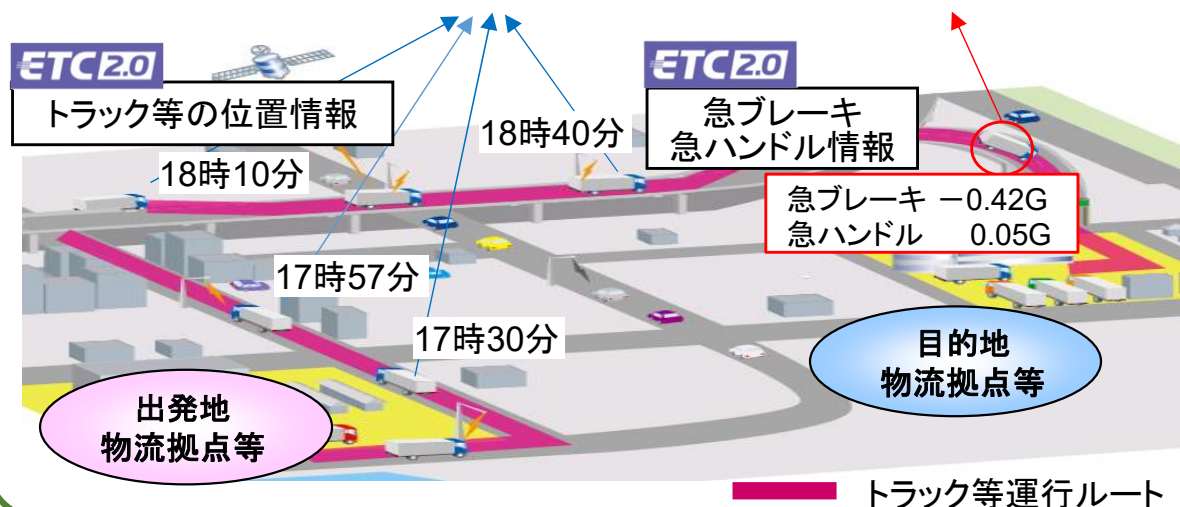 ETC 2.0
トラック等の位置情報
ETC 2.0
急ブレーキ
急ハンドル情報
18時40分
18時10分
急ブレーキ －0.42G
急ハンドル 0.05G
17時57分
17時30分
目的地
物流拠点等
出発地
物流拠点等
トラック等運行ルート